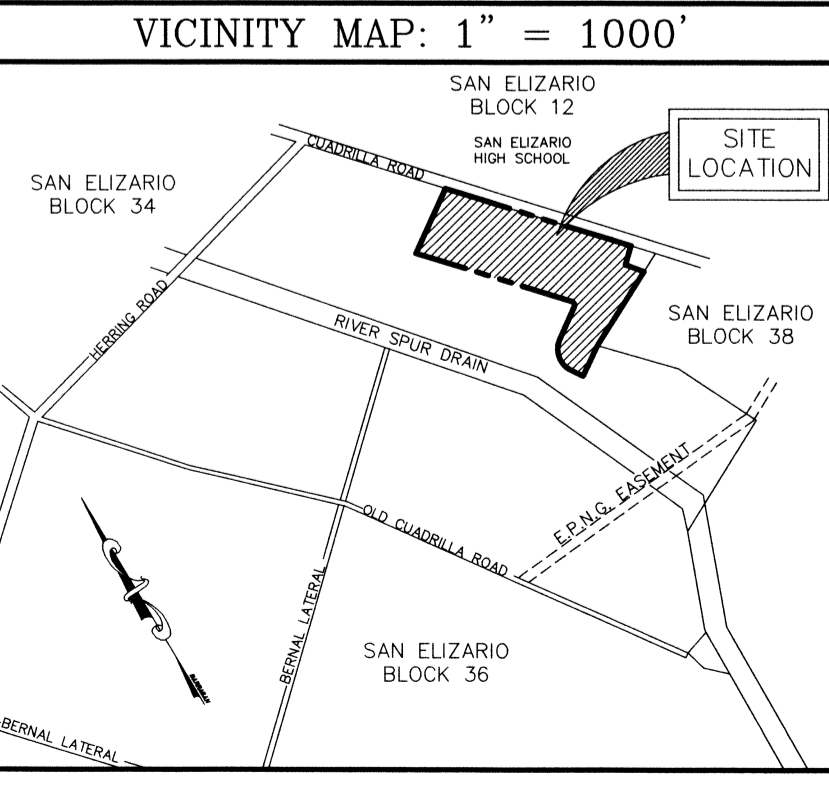 VICINITY MAP: 1" = 1000'
SAN ELIZARIO
BLOCK 12
SAN ELIZARIO
HIGH SCHOOL
SITE
LOCATION
CUADRILLA ROAD
SAN ELIZARIO
BLOCK 34
HERRING ROAD
RIVER SPUR DRAIN
SAN ELIZARIO
BLOCK 38
E.P.N.G. EASEMENT
OLD CUADRILLA ROAD
BERNAL LATERAL
SAN ELIZARIO
BLOCK 36
BERNAL LATERAL